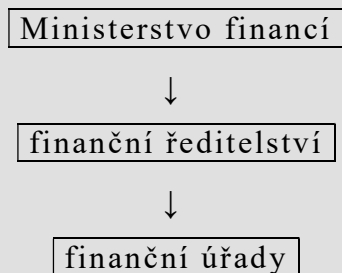 Ministerstvo financí
↓
finanční ředitelství
↓
finanční úřady